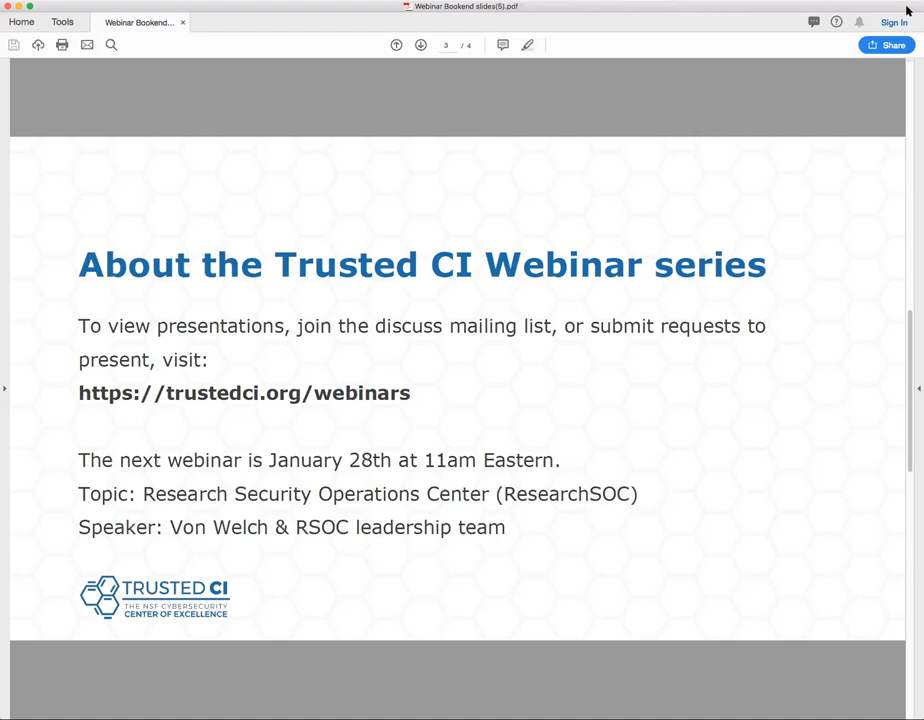 Webinar Bookend slides(5).pdf
Home
Tools
Webinar Bookend... ×
Sign In
3 / 4
Share
About the Trusted CI Webinar series
To view presentations, join the discuss mailing list, or submit requests to
present, visit:
https://trustedci.org/webinars
The next webinar is January 28th at 11am Eastern.
Topic: Research Security Operations Center (ResearchSOC)
Speaker: Von Welch & RSOC leadership team
TRUSTED CI
THE NSF CYBERSECURITY
CENTER OF EXCELLENCE